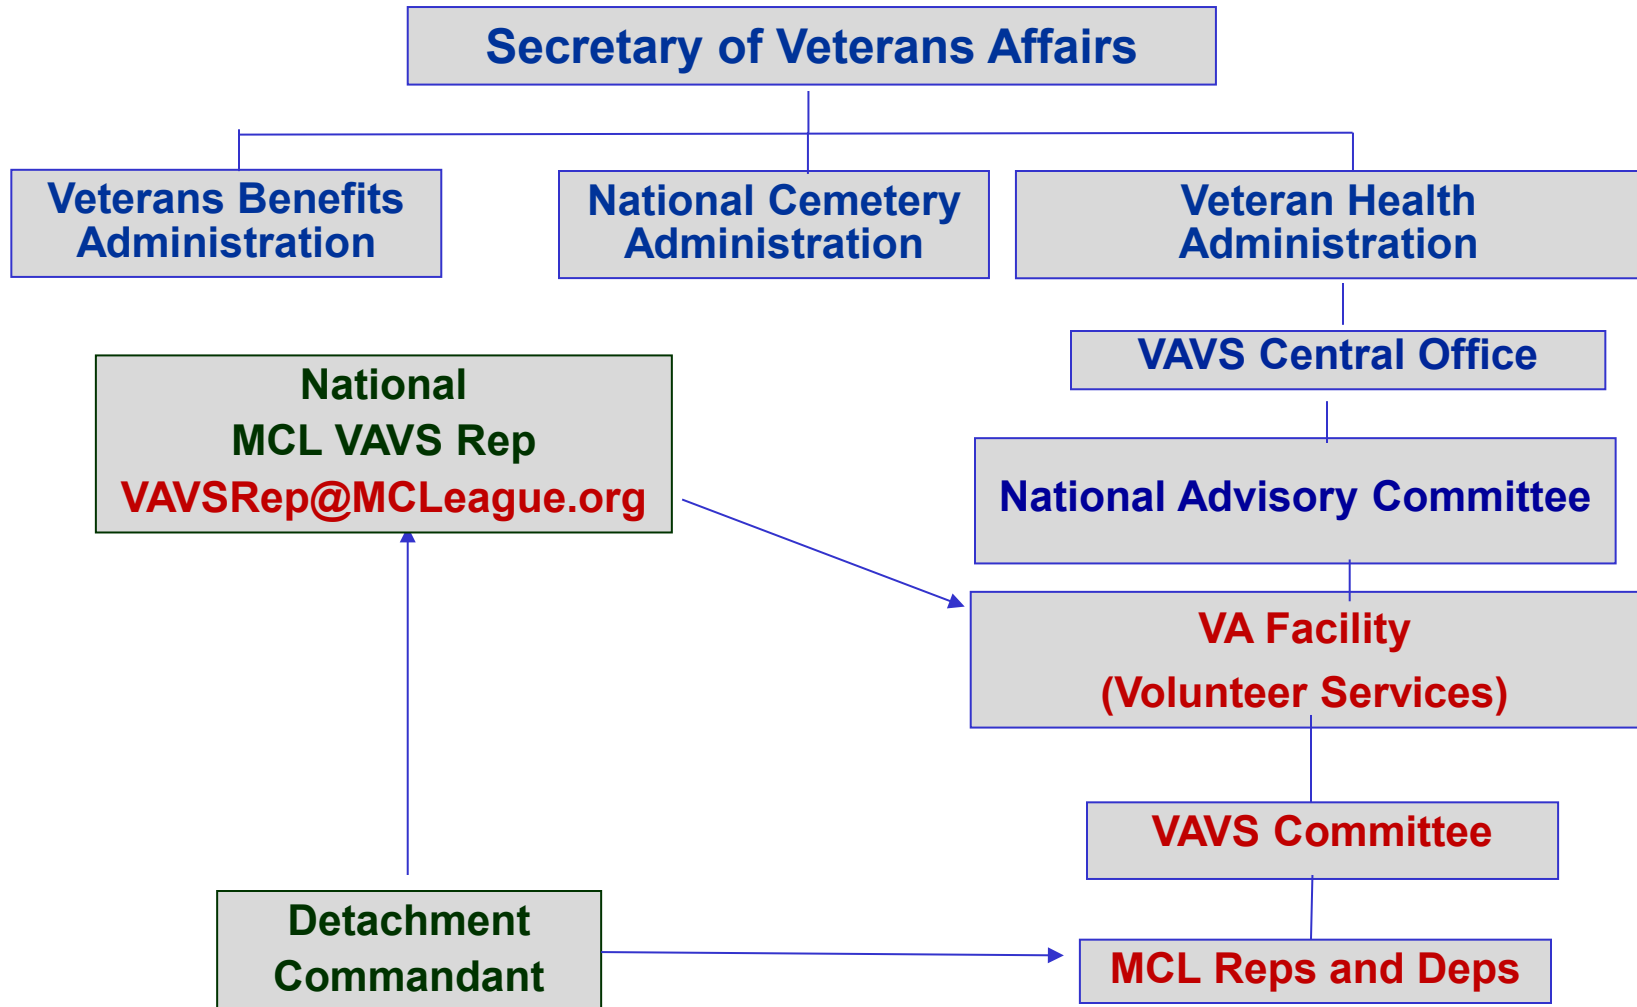 Secretary of Veterans Affairs
Veterans Benefits
Administration
National Cemetery
Administration
Veteran Health
Administration
VAVS Central Office
National
MCL VAVS Rep
VAVSRep@MCLeague.org
National Advisory Committee
VA Facility
(Volunteer Services)
VAVS Committee
Detachment
Commandant
MCL Reps and Deps